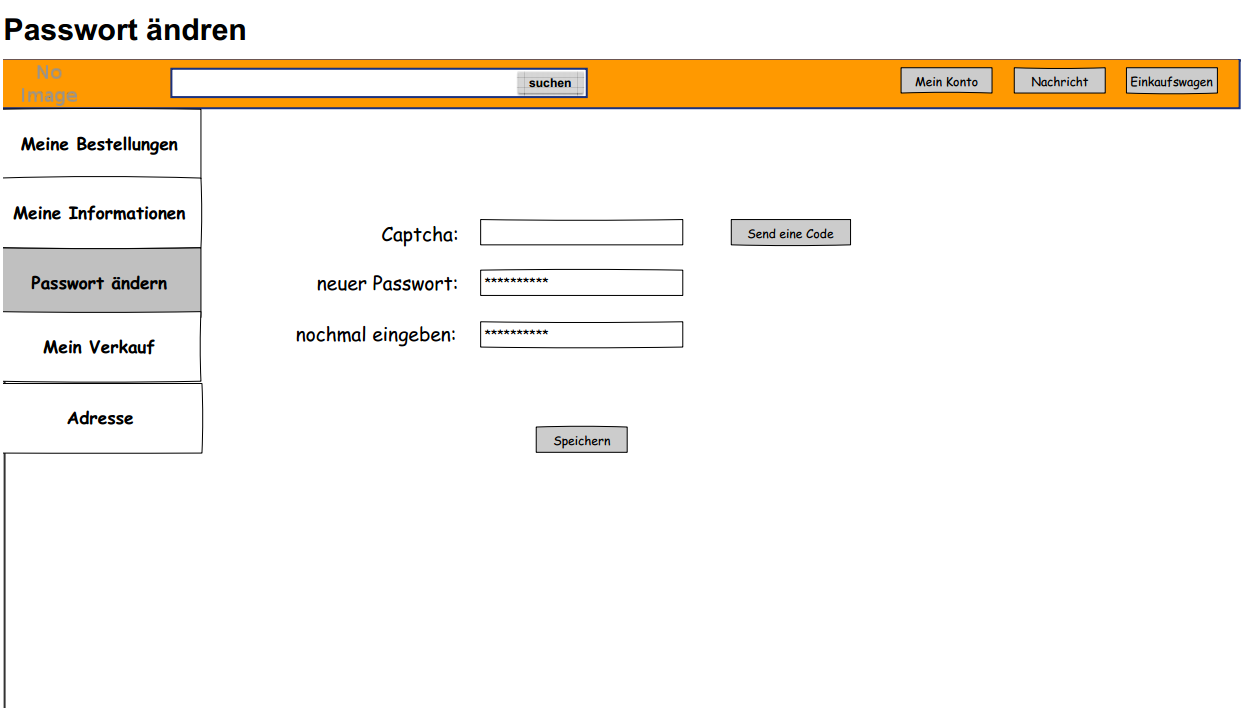 Passwort ändren
No
Image
suchen
Mein Konto
Nachricht
Einkaufswagen
Meine Bestellungen
Meine Informationen
Captcha:
Send eine Code
Passwort ändern
neuer Passwort:
**********
Mein Verkauf
nochmal eingeben:
**********
Adresse
Speichern